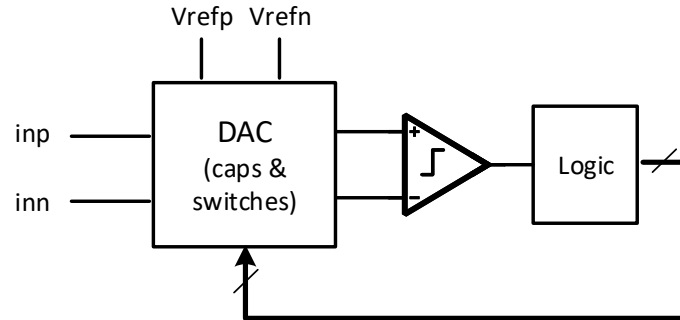 Vrefp Vrefn
inp
inn
DAC
(caps &
switches)
+
−
Logic